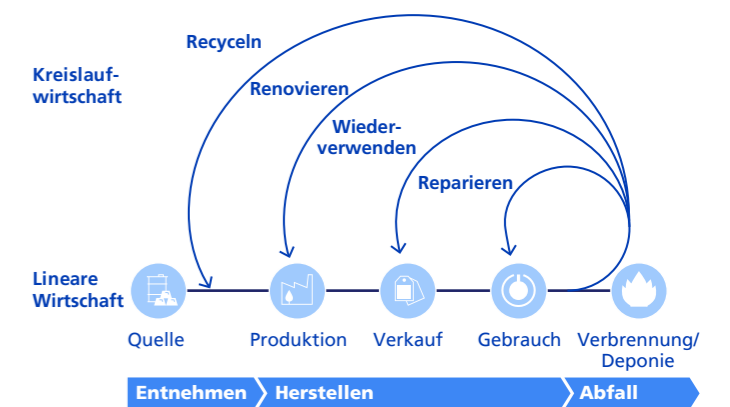 Recyceln
Kreislauf-
wirtschaft
Renovieren
Wieder-
verwenden
Reparieren
Lineare
Wirtschaft
Quelle
Produktion
Verkauf
Gebrauch
Verbrennung/
Deponie
Entnehmen
Herstellen
Abfall